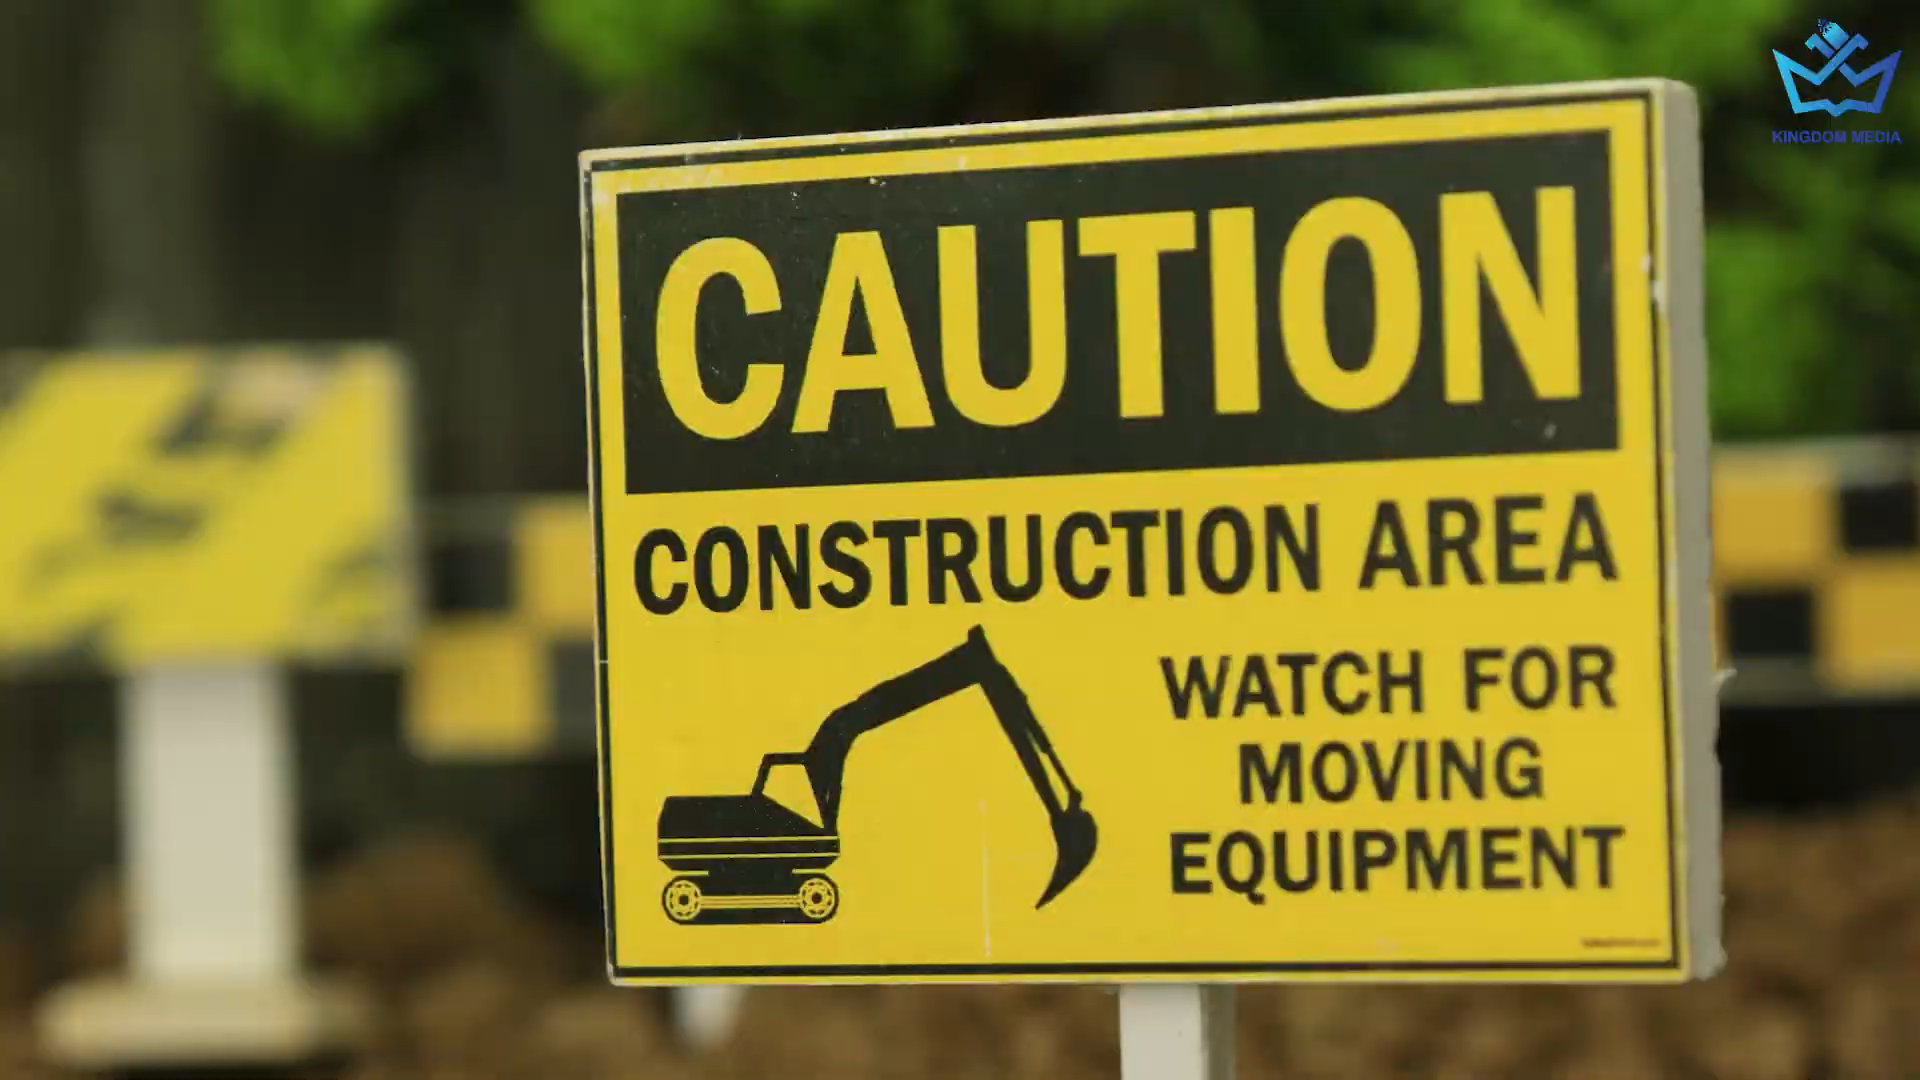 KINGDOM MEDIA
CAUTION
CONSTRUCTION AREA
WATCH FOR
MOVING
EQUIPMENT